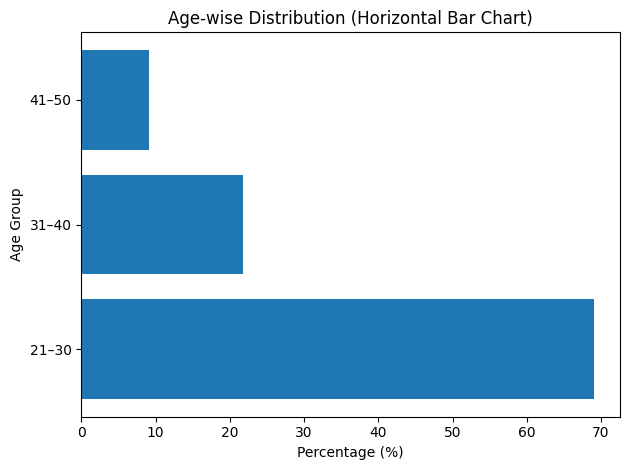 Age-wise Distribution (Horizontal Bar Chart)
41–50
31–40
21–30
Age Group
0 10 20 30 40 50 60 70
Percentage (%)